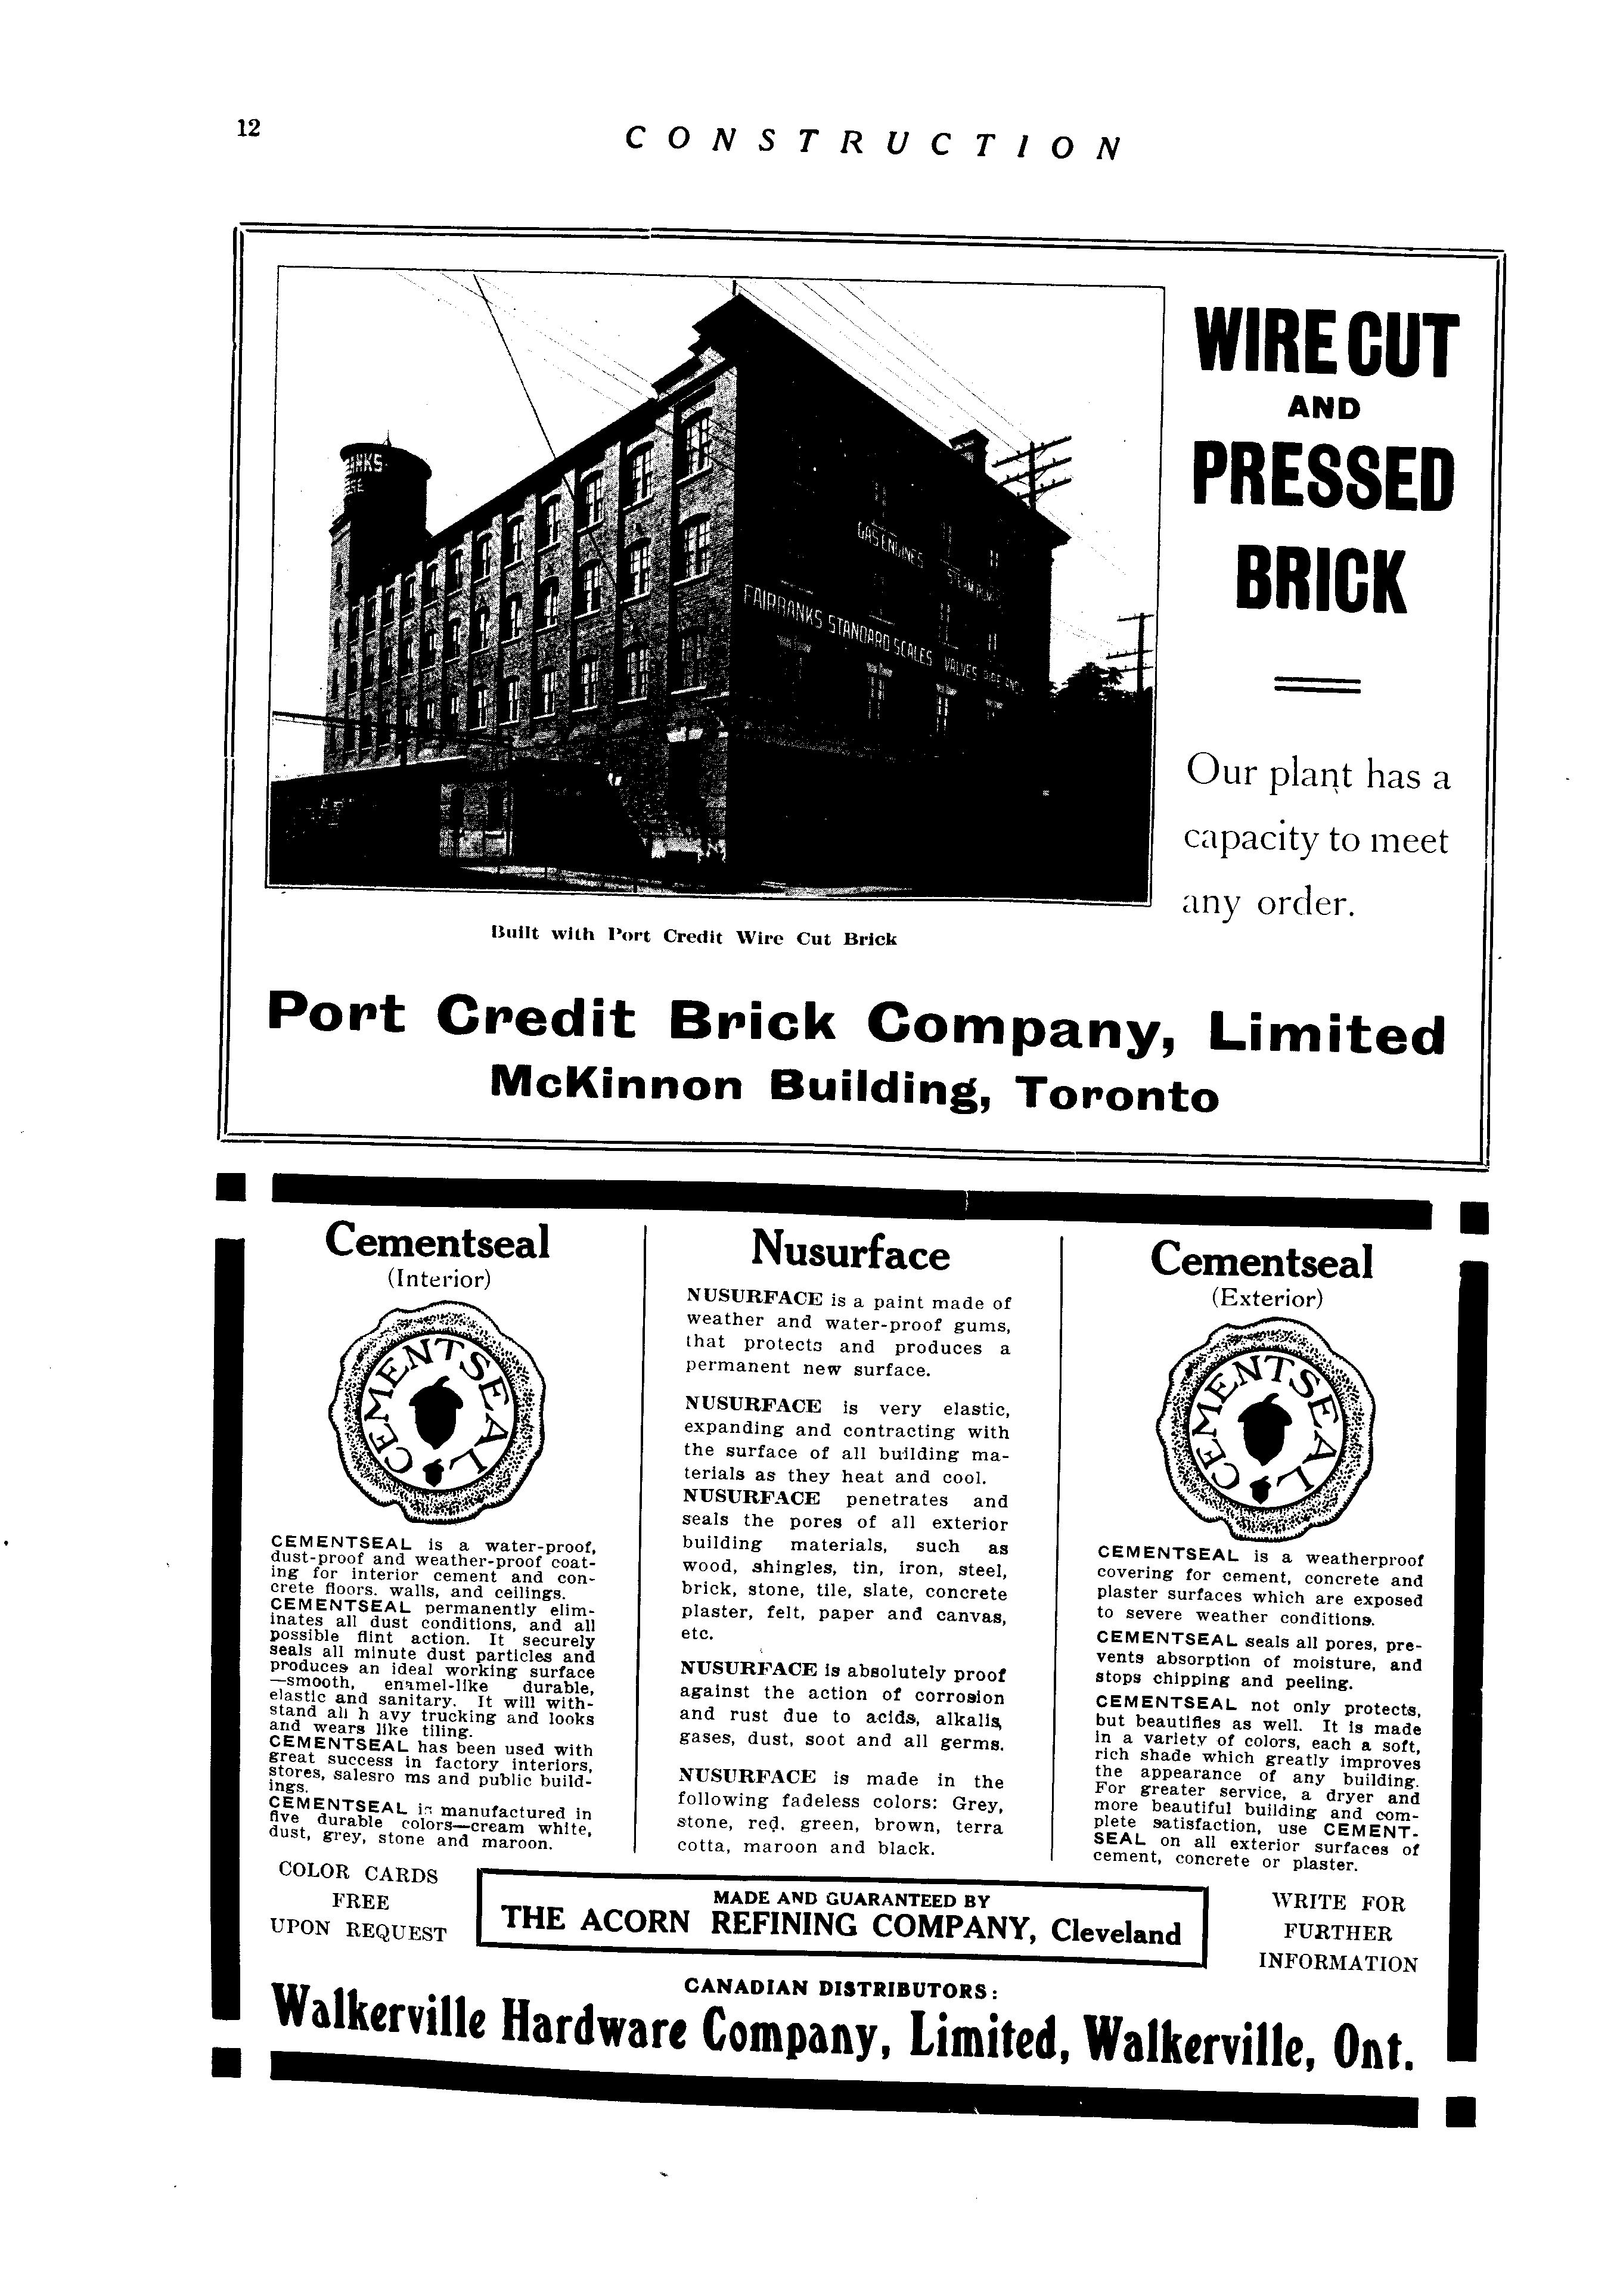 12
CONSTRUCTION
WIRE CUT
AND
PRESSED
BRICK
Our plant has a
capacity to meet
any order.
GAS ENGINES
FAIRBANKS STANDARD SCALES VALVES
Built with Port Credit Wire Cut Brick
Port Credit Brick Company, Limited
McKinnon Building, Toronto
Cementseal
(Interior)
CEMENTSEAL
CEMENTSEAL is a water-proof,
dust-proof and weather-proof coat-
ing for interior cement and con-
crete floors. walls, and ceilings.
CEMENTSEAL permanently elim-
inates all dust conditions, and all
possible flint action. It securely
seals all minute dust particles and
produces an ideal working surface
—smooth, enamel-like durable,
elastic and sanitary. It will with-
stand all h avy trucking and looks
and wears like tiling.
CEMENTSEAL has been used with
great success in factory interiors,
stores, salesro ms and public build-
ings.
CEMENTSEAL is manufactured in
five durable colors—cream white,
dust, grey, stone and maroon.
Nusurface
NUSURFACE is a paint made of
weather and water-proof gums,
that protects and produces a
permanent new surface.
NUSURFACE is very elastic,
expanding and contracting with
the surface of all building ma-
terials as they heat and cool.
NUSURFACE penetrates and
seals the pores of all exterior
building materials, such as
wood, shingles, tin, iron, steel,
brick, stone, tile, slate, concrete
plaster, felt, paper and canvas,
etc.
NUSURFACE is absolutely proof
against the action of corrosion
and rust due to acids, alkalis,
gases, dust, soot and all germs.
NUSURFACE is made in the
following fadeless colors: Grey,
stone, red, green, brown, terra
cotta, maroon and black.
Cementseal
(Exterior)
CEMENTSEAL
CEMENTSEAL is a weatherproof
covering for cement, concrete and
plaster surfaces which are exposed
to severe weather conditions.
CEMENTSEAL seals all pores, pre-
vents absorption of moisture, and
stops chipping and peeling.
CEMENTSEAL not only protects,
but beautifies as well. It is made
in a variety of colors, each a soft,
rich shade which greatly improves
the appearance of any building.
For greater service, a dryer and
more beautiful building and com-
plete satisfaction, use CEMENT-
SEAL on all exterior surfaces of
cement, concrete or plaster.
COLOR CARDS
FREE
UPON REQUEST
MADE AND GUARANTEED BY
THE ACORN REFINING COMPANY, Cleveland
WRITE FOR
FURTHER
INFORMATION
CANADIAN DISTRIBUTORS:
Walkerville Hardware Company, Limited, Walkerville, Ont.